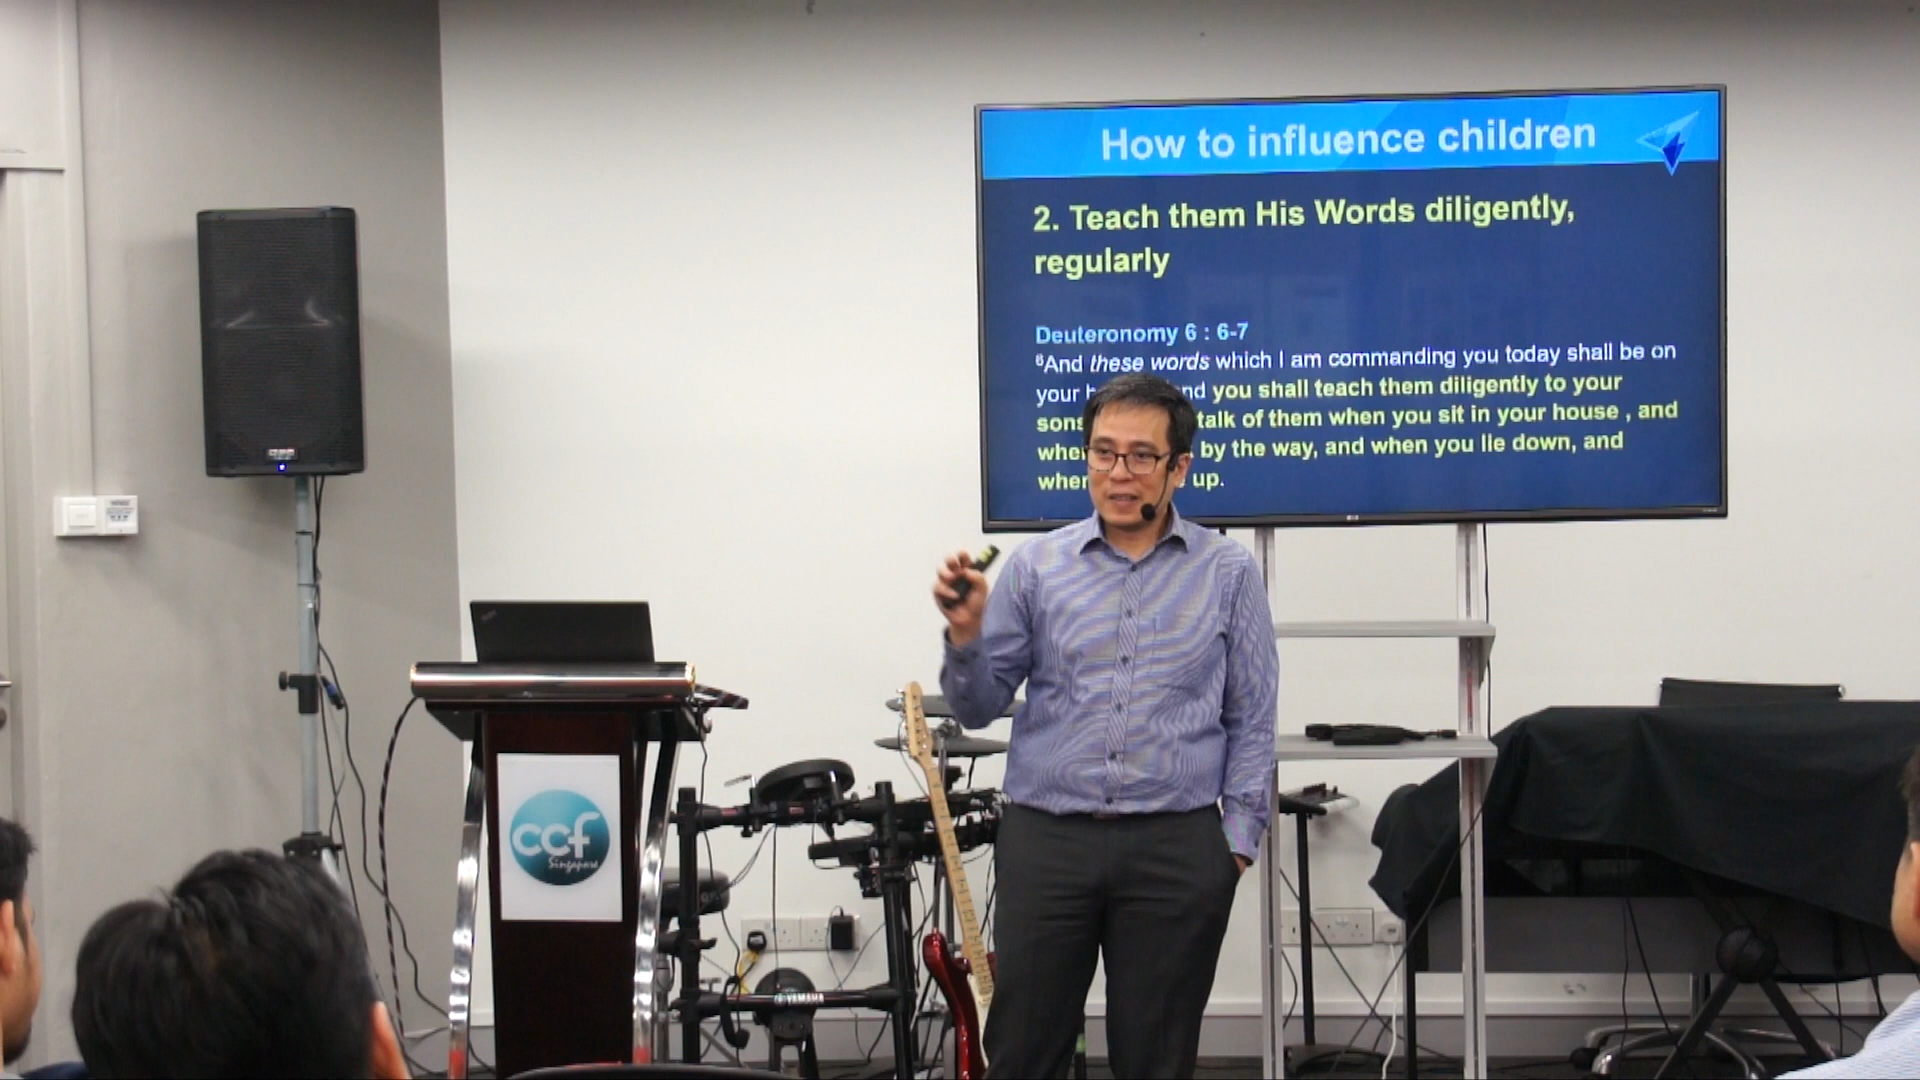 How to influence children
2. Teach them His Words diligently,
regularly
Deuteronomy 6 : 6-7
⁶And these words which I am commanding you today shall be on
your nd you shall teach them diligently to your
sons talk of them when you sit in your house , and
when by the way, and when you lie down, and
when up.
ccf
Singapore
YAMAHA